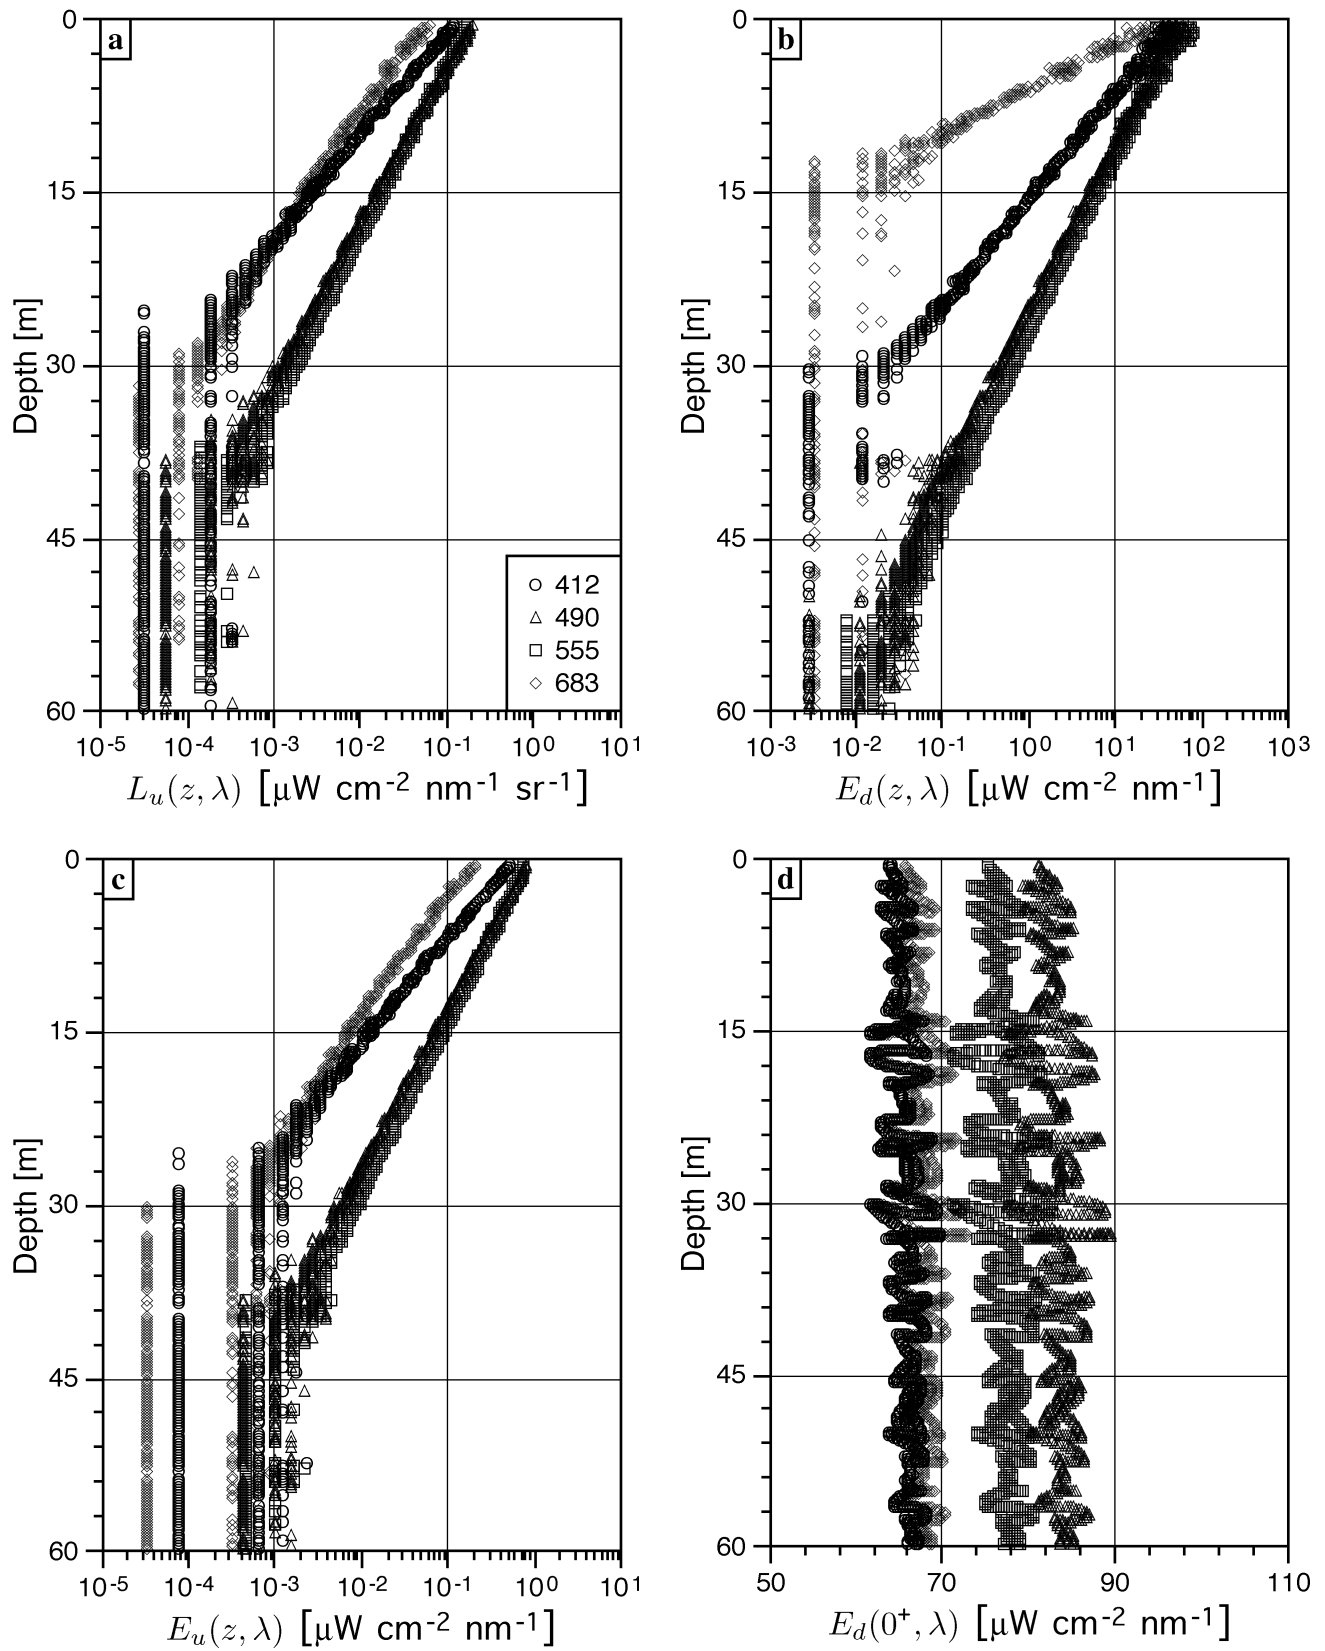 a
0
15
30
45
60
Depth [m]
412
490
555
683
10-5 10-4 10-3 10-2 10-1 100 101
Lu(z, λ) [µW cm-2 nm-1 sr-1]
b
0
15
30
45
60
Depth [m]
10-3 10-2 10-1 100 101 102 103
Ed(z, λ) [µW cm-2 nm-1]
c
0
15
30
45
60
Depth [m]
10-5 10-4 10-3 10-2 10-1 100 101
Eu(z, λ) [µW cm-2 nm-1]
d
0
15
30
45
60
Depth [m]
50 70 90 110
Ed(0+, λ) [µW cm-2 nm-1]